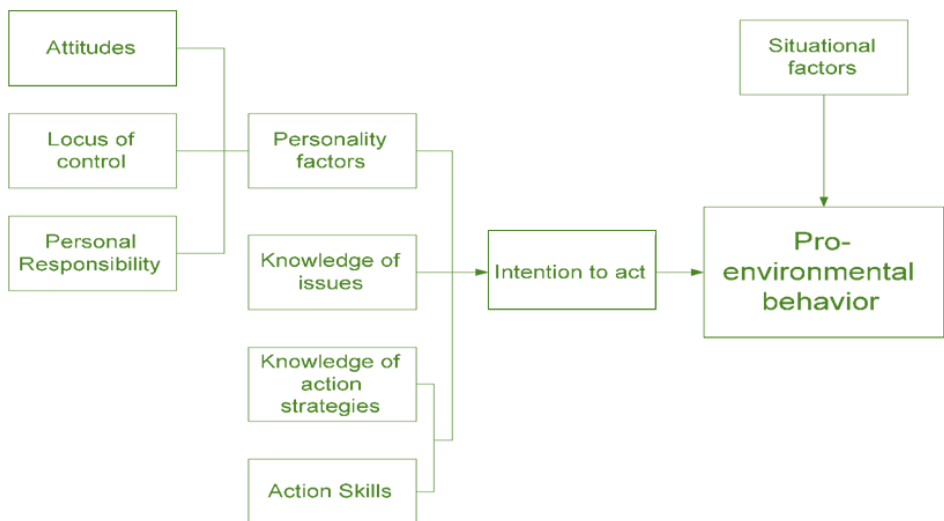 Attitudes
Locus of
control
Personal
Responsibility
Personality
factors
Knowledge of
issues
Knowledge of
action
strategies
Action Skills
Intention to act
Situational
factors
Pro-
environmental
behavior